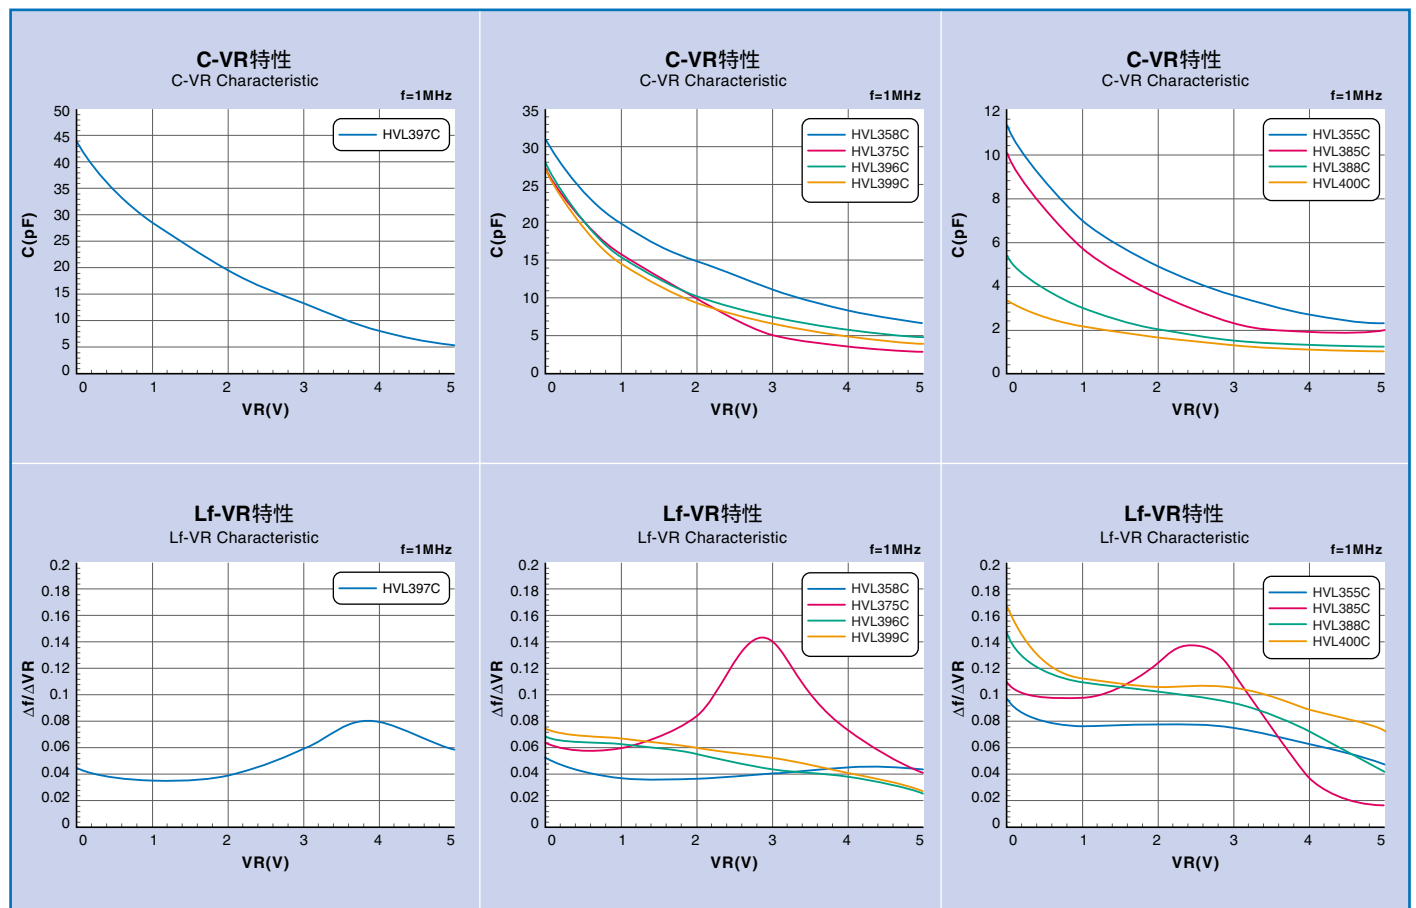 C-VR特性
C-VR Characteristic
f=1MHz
50
45
40
35
30
25
20
15
10
5
0
C(pF)
HVL397C
0 1 2 3 4 5
VR(V)
C-VR特性
C-VR Characteristic
f=1MHz
35
30
25
20
15
10
5
0
C(pF)
HVL358C
HVL375C
HVL396C
HVL399C
0 1 2 3 4 5
VR(V)
C-VR特性
C-VR Characteristic
f=1MHz
12
10
8
6
4
2
0
C(pF)
HVL355C
HVL385C
HVL388C
HVL400C
0 1 2 3 4 5
VR(V)
Lf-VR特性
Lf-VR Characteristic
f=1MHz
0.2
0.18
0.16
0.14
0.12
0.1
0.08
0.06
0.04
0.02
0
Δf/ΔVR
HVL397C
0 1 2 3 4 5
VR(V)
Lf-VR特性
Lf-VR Characteristic
f=1MHz
0.2
0.18
0.16
0.14
0.12
0.1
0.08
0.06
0.04
0.02
0
Δf/ΔVR
HVL358C
HVL375C
HVL396C
HVL399C
0 1 2 3 4 5
VR(V)
Lf-VR特性
Lf-VR Characteristic
f=1MHz
0.2
0.18
0.16
0.14
0.12
0.1
0.08
0.06
0.04
0.02
0
Δf/ΔVR
HVL355C
HVL385C
HVL388C
HVL400C
0 1 2 3 4 5
VR(V)